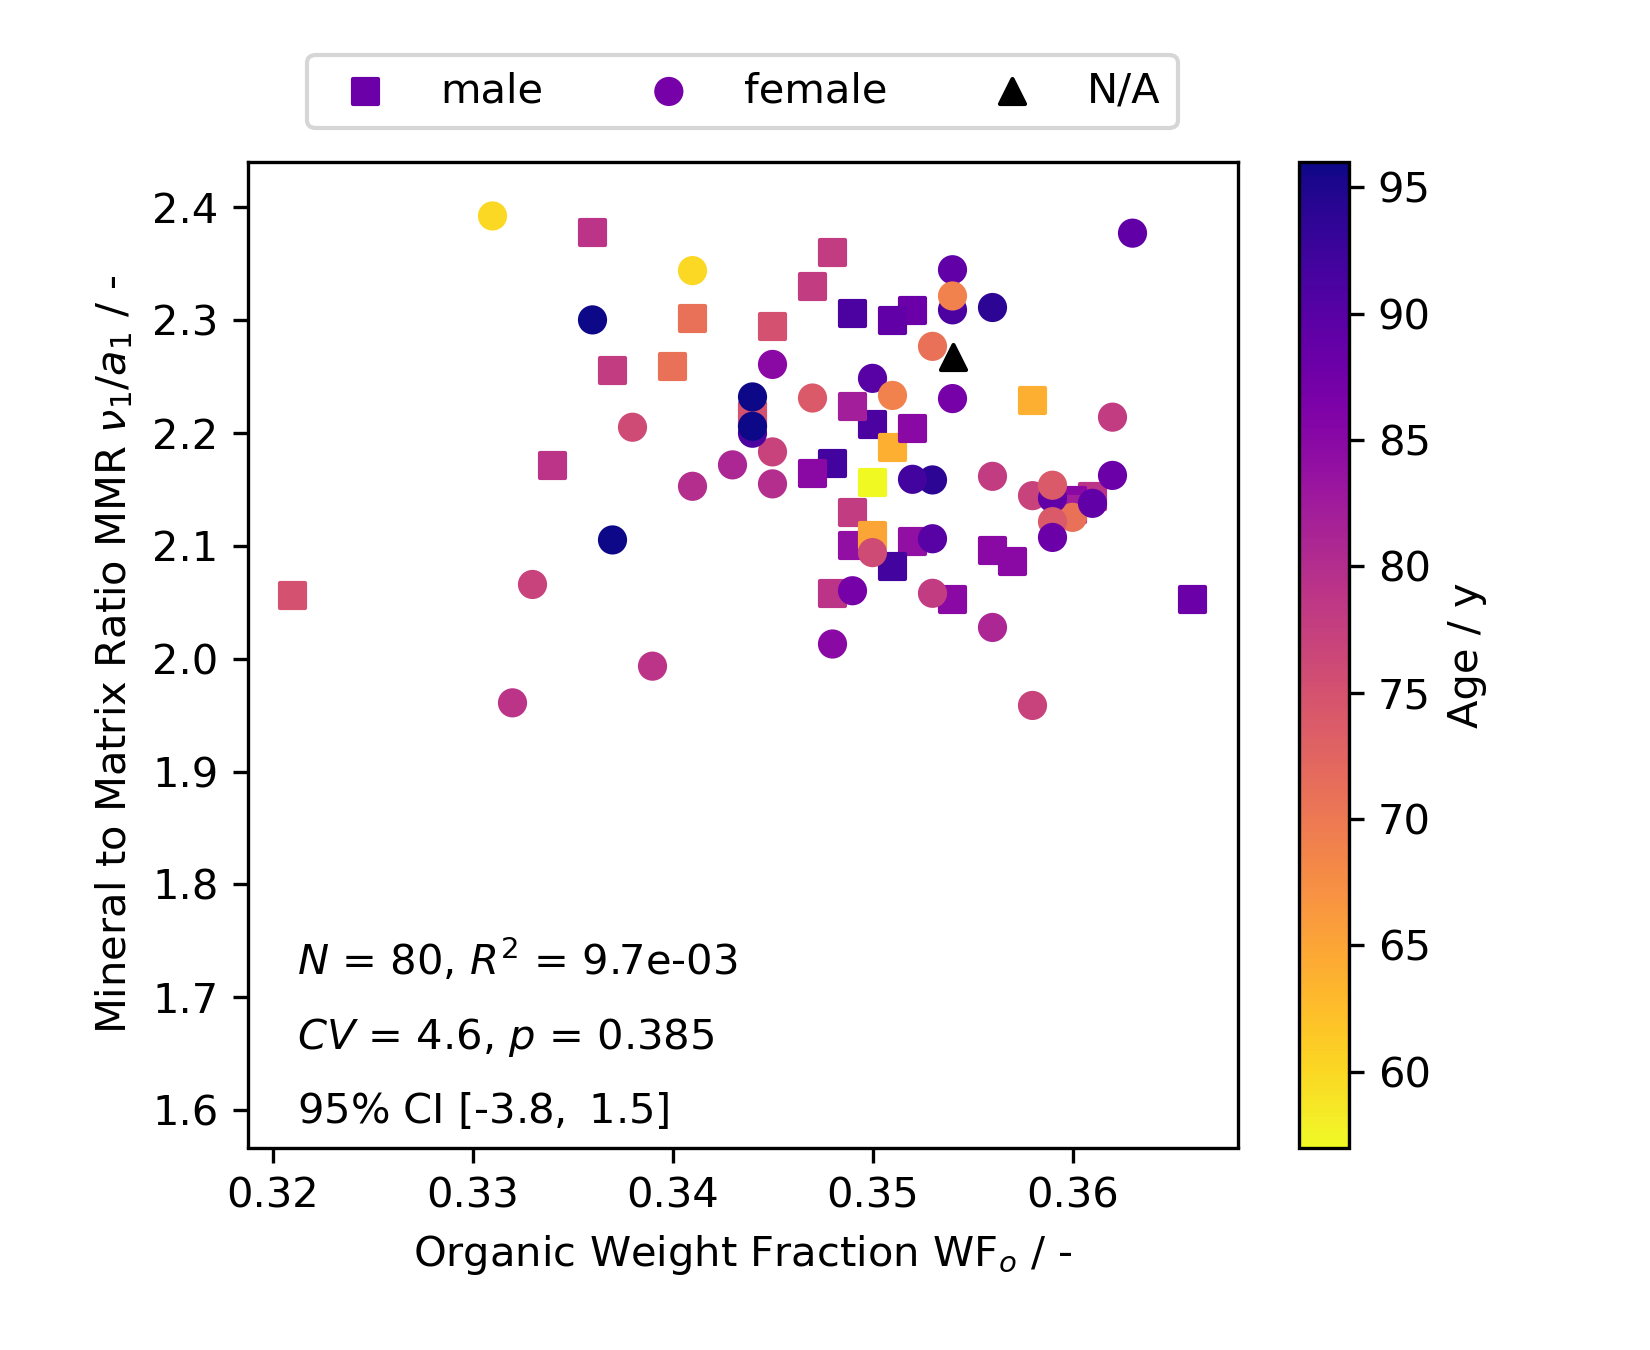 male female N/A
2.4
2.3
2.2
2.1
2.0
1.9
1.8
1.7
1.6
Mineral to Matrix Ratio MMR ν₁/a₁ / -
N = 80, R² = 9.7e-03
CV = 4.6, p = 0.385
95% CI [-3.8, 1.5]
0.32 0.33 0.34 0.35 0.36
Organic Weight Fraction WFₒ / -
95
90
85
80
75
70
65
60
Age / y